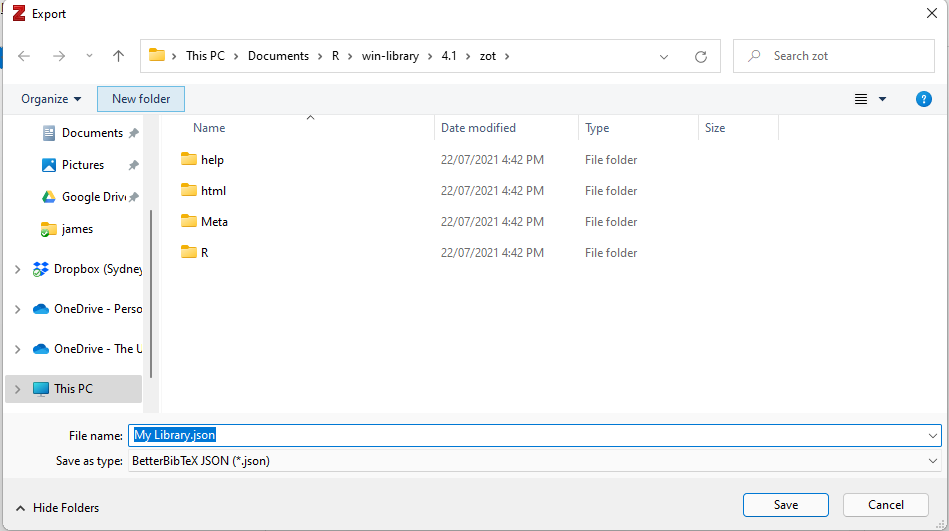 Export
This PC > Documents > R > win-library > 4.1 > zot >
Search zot
Organize
New folder
Name
Date modified
Type
Size
Documents
Pictures
Google Driv
james
Dropbox (Sydney
OneDrive - Perso
OneDrive - The U
This PC
help 22/07/2021 4:42 PM File folder
html 22/07/2021 4:42 PM File folder
Meta 22/07/2021 4:42 PM File folder
R 22/07/2021 4:42 PM File folder
File name: My Library.json
Save as type: BetterBibTeX JSON (*.json)
Hide Folders
Save
Cancel